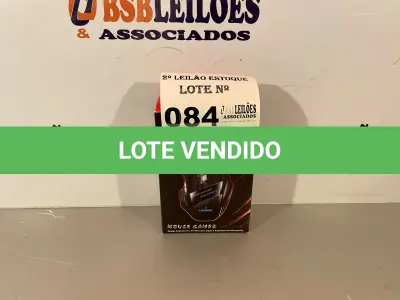 BSBLEILÕES
& ASSOCIADOS
2º LEILÃO ESTOQUE
LOTE Nº
084
LEILÕES
ASSOCIADOS
LOTE VENDIDO
MOUSE GAMER